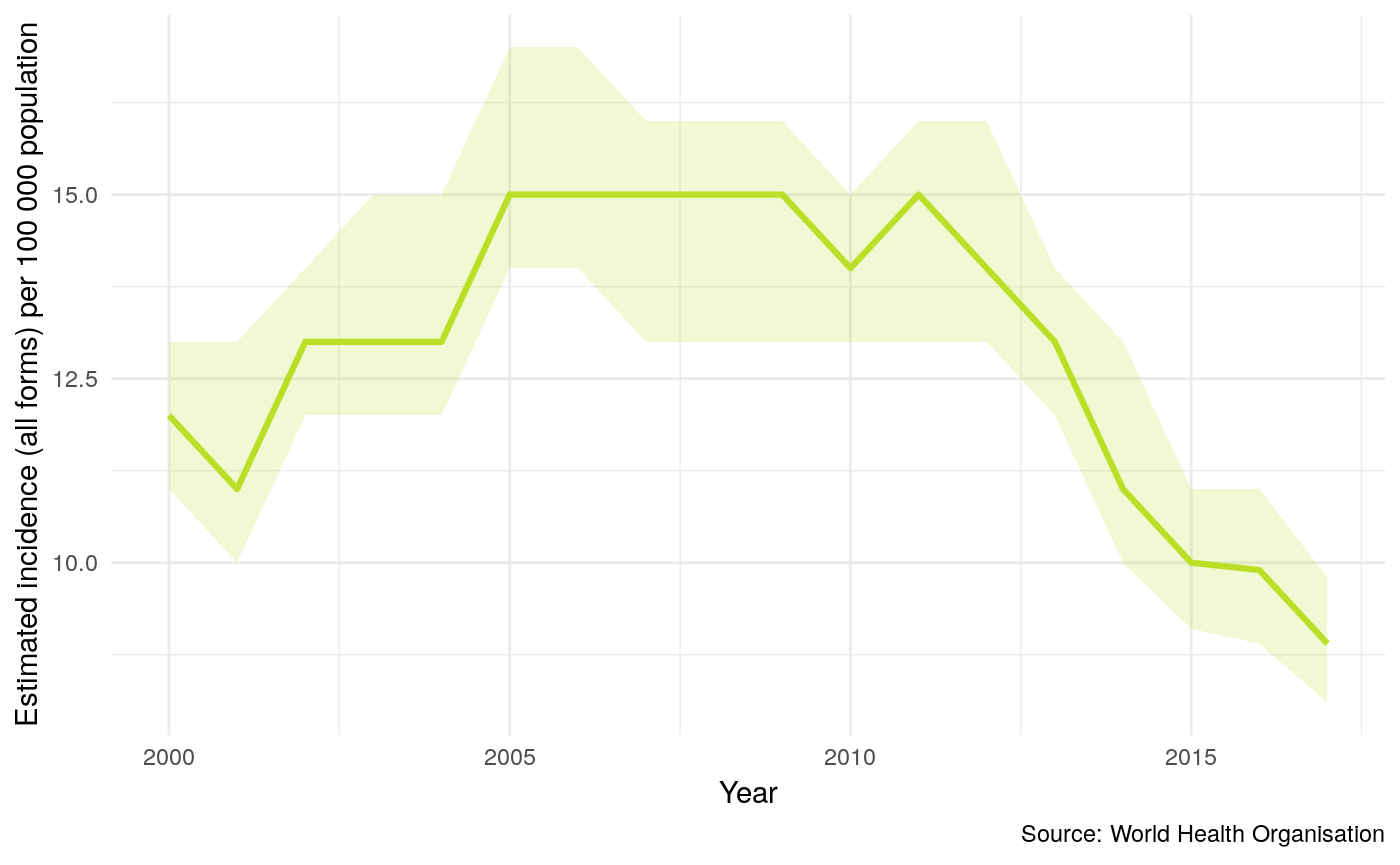 Estimated incidence (all forms) per 100 000 population
15.0
12.5
10.0
2000 2005 2010 2015
Year
Source: World Health Organisation